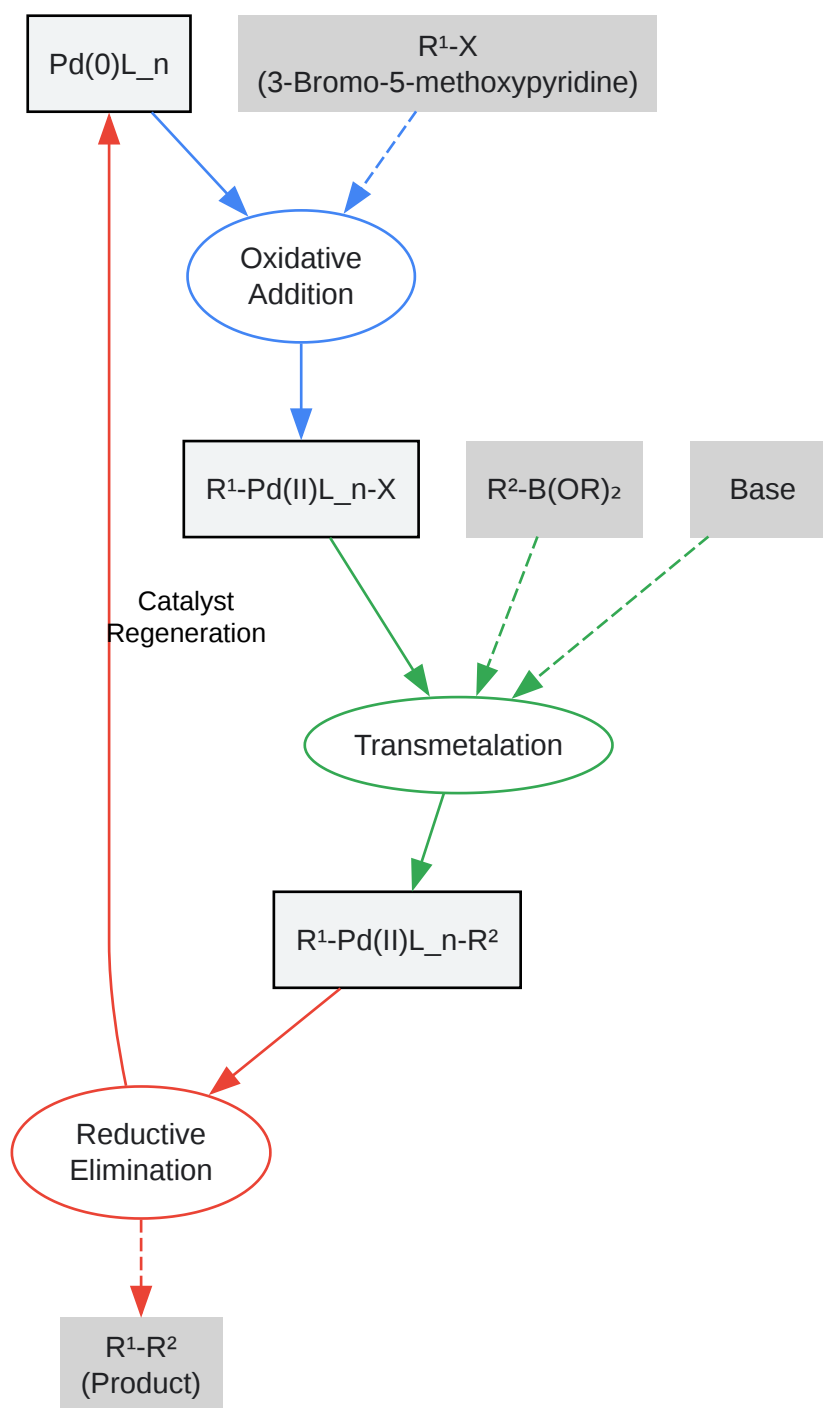 Pd(0)L_n
R¹-X
(3-Bromo-5-methoxypyridine)
Oxidative
Addition
R¹-Pd(II)L_n-X
R²-B(OR)₂
Base
Catalyst
Regeneration
Transmetalation
R¹-Pd(II)L_n-R²
Reductive
Elimination
R¹-R²
(Product)